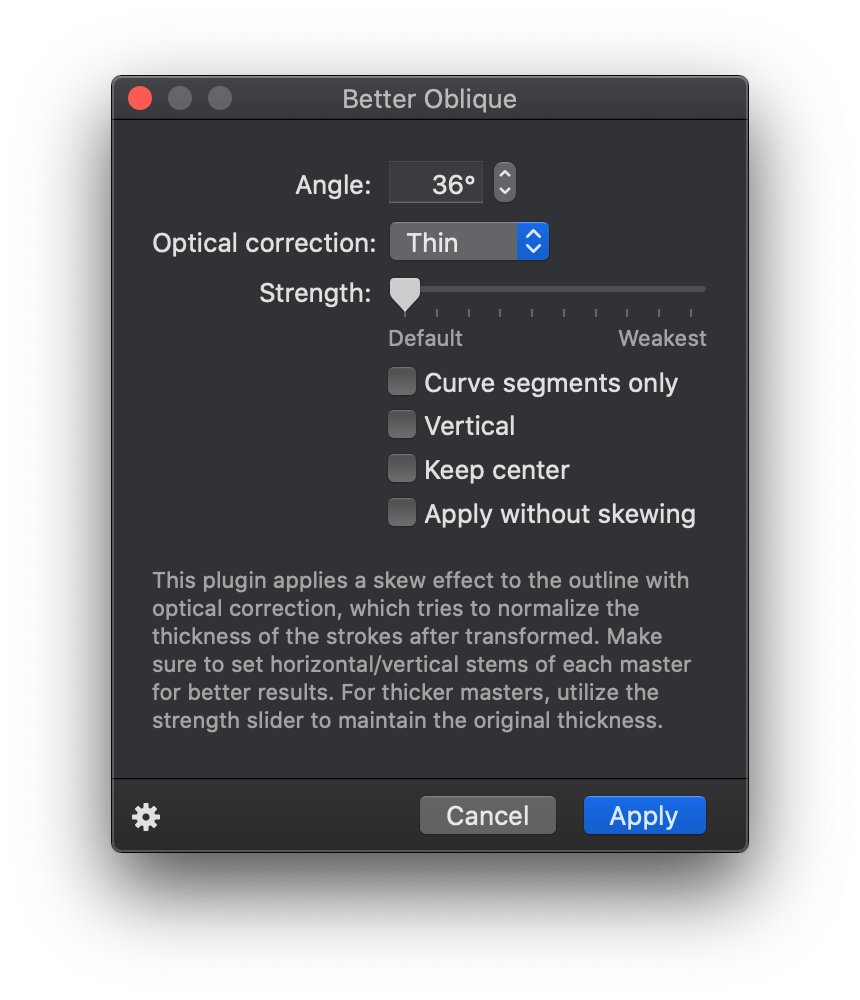 Better Oblique
Angle: 36°
Optical correction: Thin
Strength:
Default Weakest
Curve segments only
Vertical
Keep center
Apply without skewing
This plugin applies a skew effect to the outline with
optical correction, which tries to normalize the
thickness of the strokes after transformed. Make
sure to set horizontal/vertical stems of each master
for better results. For thicker masters, utilize the
strength slider to maintain the original thickness.
Cancel Apply